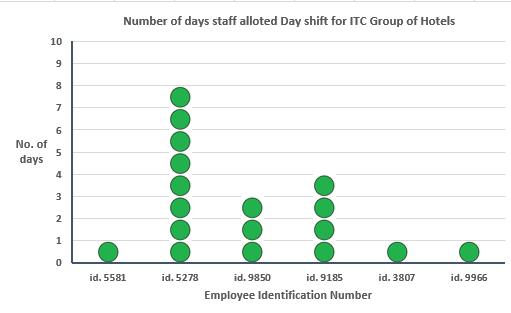 Number of days staff alloted Day shift for ITC Group of Hotels
10
9
8
7
6
5
4
3
2
1
0
No. of
days
id. 5581 id. 5278 id. 9850 id. 9185 id. 3807 id. 9966
Employee Identification Number